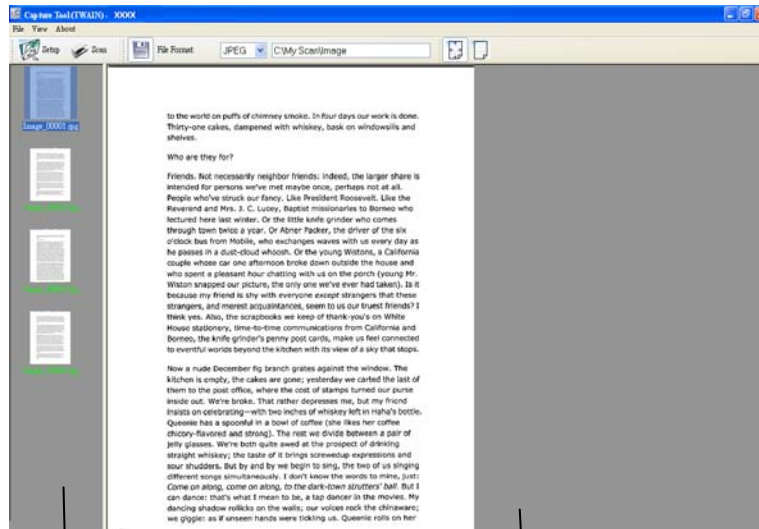 Capture Tool(TWAIN) - XXXX
File View About
Setup Scan File Format JPEG C:\My Scan\Image
Image_00001.jpg
to the world on puffs of chimney smoke. In four days our work is done.
Thirty-one cakes, dampened with whiskey, bask on windowsills and
shelves.
Who are they for?
Friends. Not necessarily neighbor friends: indeed, the larger share is
intended for persons we've met maybe once, perhaps not at all.
People who've struck our fancy. Like President Roosevelt. Like the
Reverend and Mrs. J. C. Lucey, Baptist missionaries to Borneo who
lectured here last winter. Or the little knife grinder who comes
through town twice a year. Or Abner Packer, the driver of the six
o'clock bus from Mobile, who exchanges waves with us every day as
he passes in a dust-cloud whoosh. Or the young Wistons, a California
couple whose car one afternoon broke down outside the house and
who spent a pleasant hour chatting with us on the porch (young Mr.
Wiston snapped our picture, the only one we've ever had taken). Is it
because my friend is shy with everyone except strangers that these
strangers, and merest acquaintances, seem to us our truest friends? I
think yes. Also, the scrapbooks we keep of thank-you's on White
House stationery, time-to-time communications from California and
Borneo, the knife grinder's penny post cards, make us feel connected
to eventful worlds beyond the kitchen with its view of a sky that stops.
Now a nude December fig branch grates against the window. The
kitchen is empty, the cakes are gone; yesterday we carted the last of
them to the post office, where the cost of stamps turned our purse
inside out. We're broke. That rather depresses me, but my friend
insists on celebrating—with two inches of whiskey left in Haha's bottle.
Queenie has a spoonful in a bowl of coffee (she likes her coffee
chicory-flavored and strong). The rest we divide between a pair of
jelly glasses. We're both quite awed at the prospect of drinking
straight whiskey; the taste of it brings screwedup expressions and
sour shudders. But by and by we begin to sing, the two of us singing
different songs simultaneously. I don't know the words to mine, just:
Come on along, come on along, to the dark-town strutters' ball. But I
can dance: that's what I mean to be, a tap dancer in the movies. My
dancing shadow rollicks on the walls; our voices rock the chinaware;
we giggle: as if unseen hands were tickling us. Queenie rolls on her